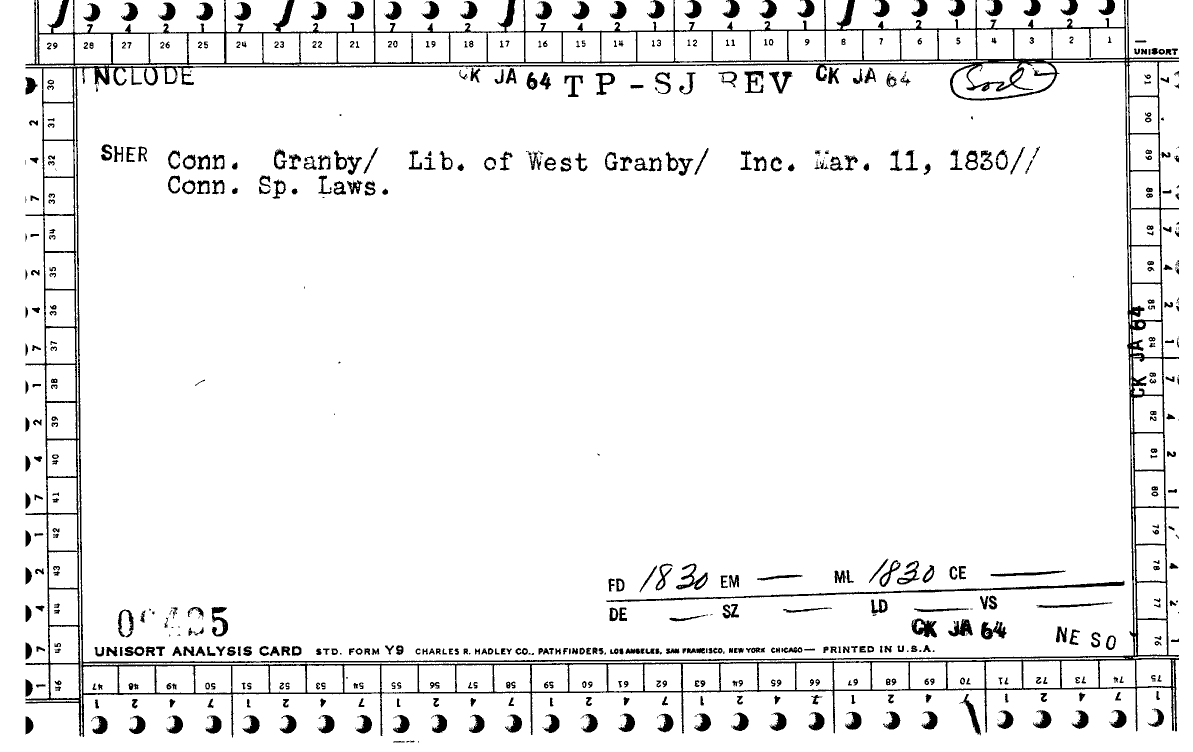 7 4 2 1 7 4 2 1 7 4 2 1 7 4 2 1 7 4 2 1 7 4 2 1
29 28 27 26 25 24 23 22 21 20 19 18 17 16 15 14 13 12 11 10 9 8 7 6 5 4 3 2 1
UNISORT
INCLODE CK JA 64 TP-SJ REV CK JA 64
SHER Conn. Granby/ Lib. of West Granby/ Inc. Mar. 11, 1830//
Conn. Sp. Laws.
30 31 32 33 34 35 36 37 38 39 40 41 42 43 44 45 46
91 90 89 88 87 86 85 84 83 82 81 80 79 78 77 76
CK JA 64
FD 1830 EM — ML 1830 CE —
DE — SZ — LD — VS —
CK JA 64
NE SO
UNISORT ANALYSIS CARD STD. FORM Y9 CHARLES R. HADLEY CO., PATHFINDERS, LOS ANGELES, SAN FRANCISCO, NEW YORK CHICAGO — PRINTED IN U.S.A.
47 48 49 50 51 52 53 54 55 56 57 58 59 60 61 62 63 64 65 66 67 68 69 70 71 72 73 74 75